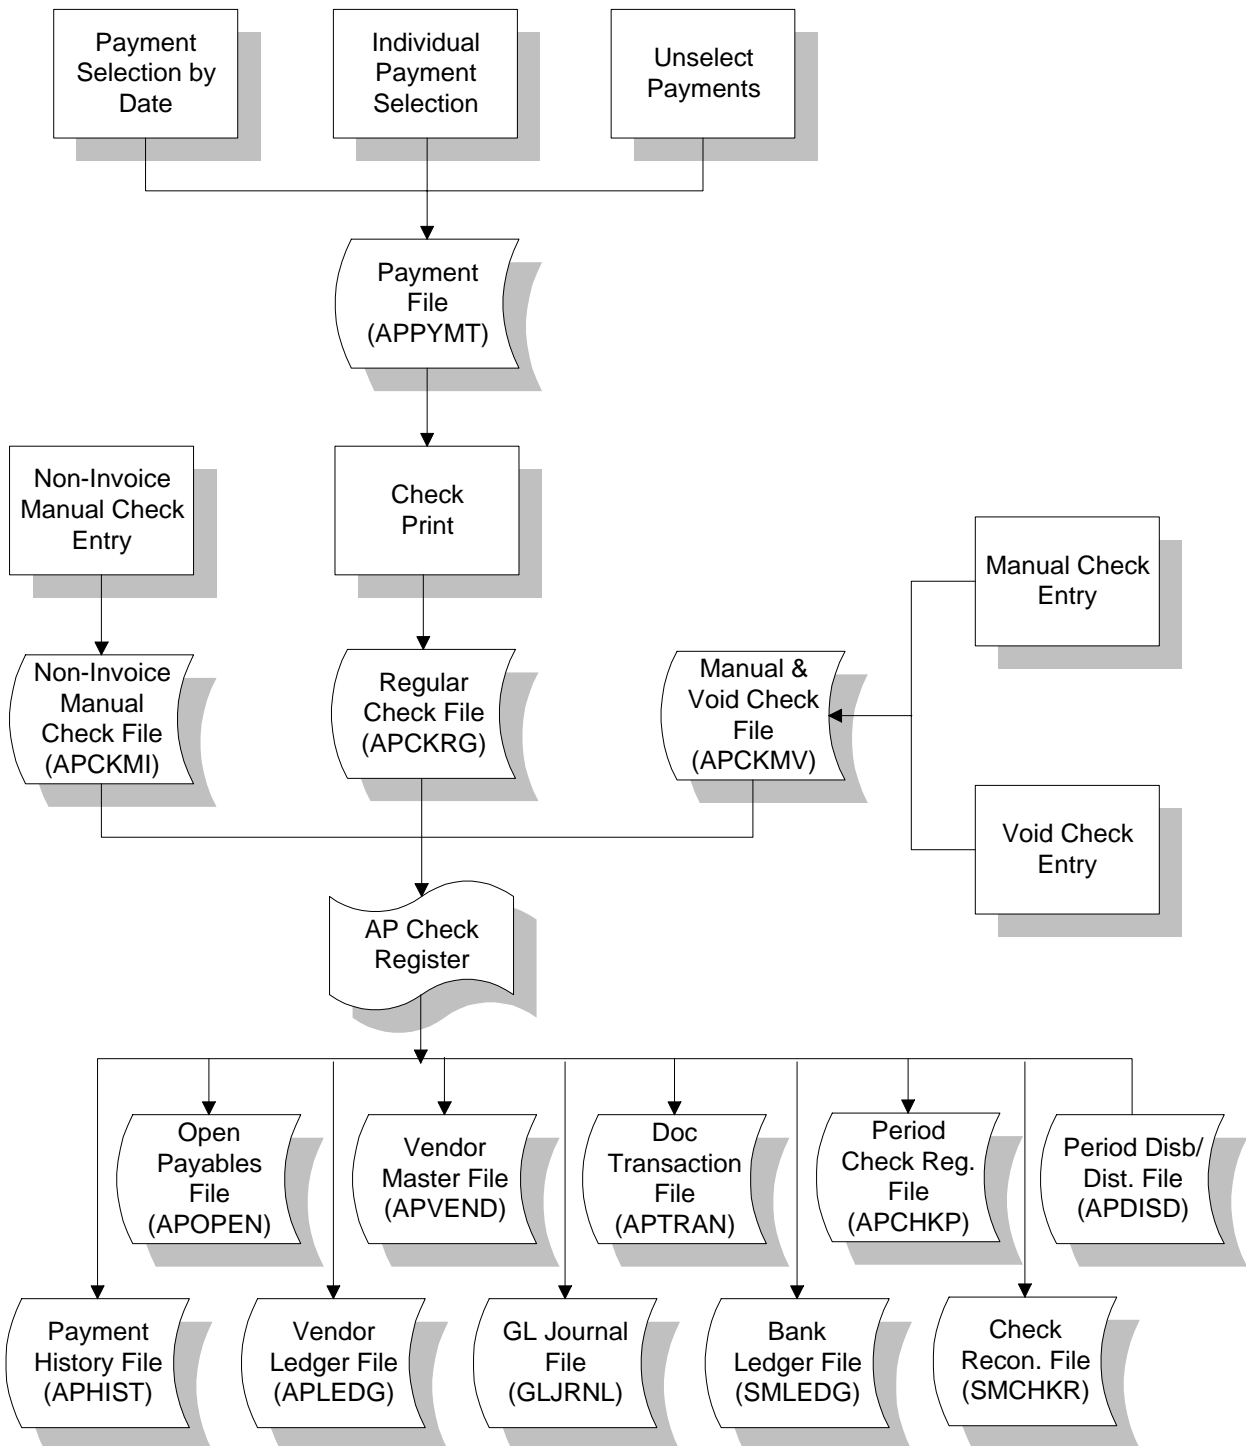 Payment
Selection by
Date
Individual
Payment
Selection
Unselect
Payments
Payment
File
(APPYMT)
Non-Invoice
Manual Check
Entry
Check
Print
Manual Check
Entry
Non-Invoice
Manual
Check File
(APCKMI)
Regular
Check File
(APCKRG)
Manual &
Void Check
File
(APCKMV)
Void Check
Entry
AP Check
Register
Open
Payables
File
(APOPEN)
Vendor
Master File
(APVEND)
Doc
Transaction
File
(APTRAN)
Period
Check Reg.
File
(APCHKP)
Period Disb/
Dist. File
(APDISD)
Payment
History File
(APHIST)
Vendor
Ledger File
(APLEDG)
GL Journal
File
(GLJRNL)
Bank
Ledger File
(SMLEDG)
Check
Recon. File
(SMCHKR)